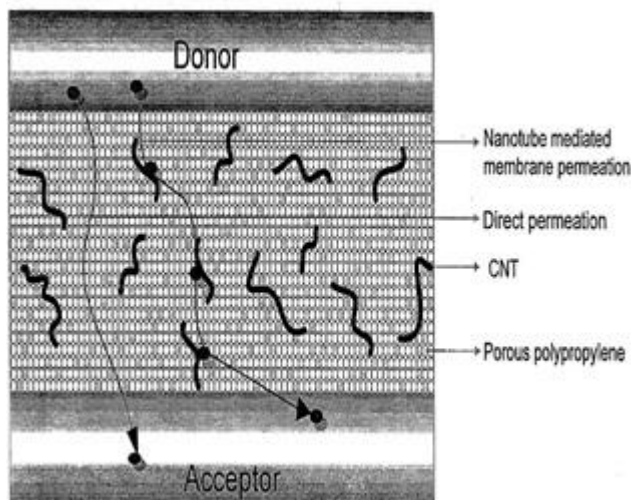 Donor
Nanotube mediated
membrane permeation
Direct permeation
CNT
Porous polypropylene
Acceptor